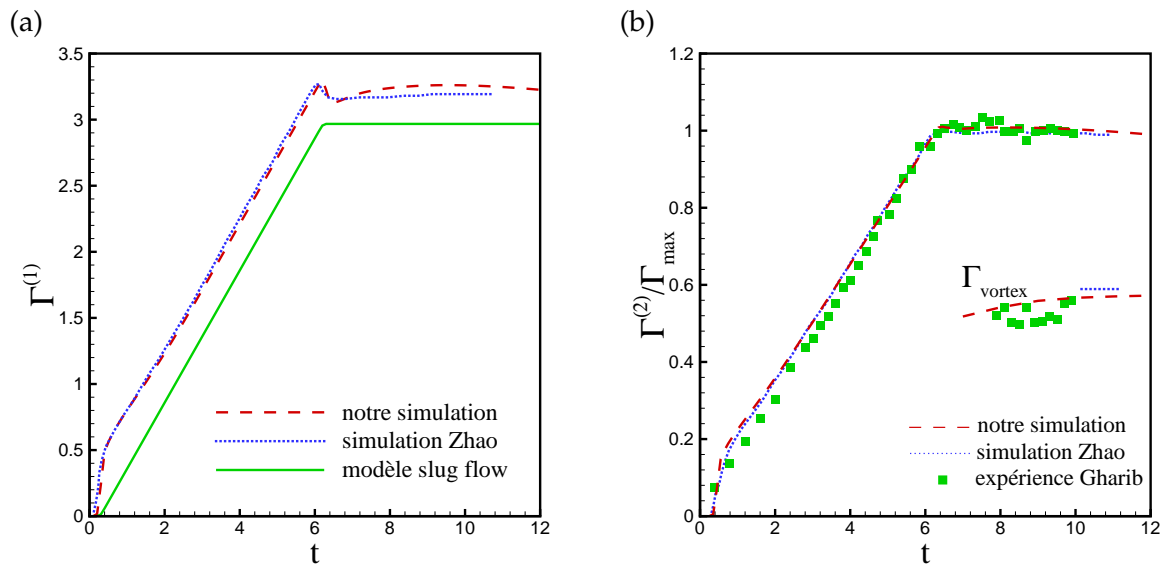 (a)
(b)
3.5
3
2.5
2
1.5
1
0.5
0
Γ(1)
0 2 4 6 8 10 12
t
notre simulation
simulation Zhao
modèle slug flow
1.2
1
0.8
0.6
0.4
0.2
0
Γ(2)/Γmax
Γvortex
0 2 4 6 8 10 12
t
notre simulation
simulation Zhao
expérience Gharib